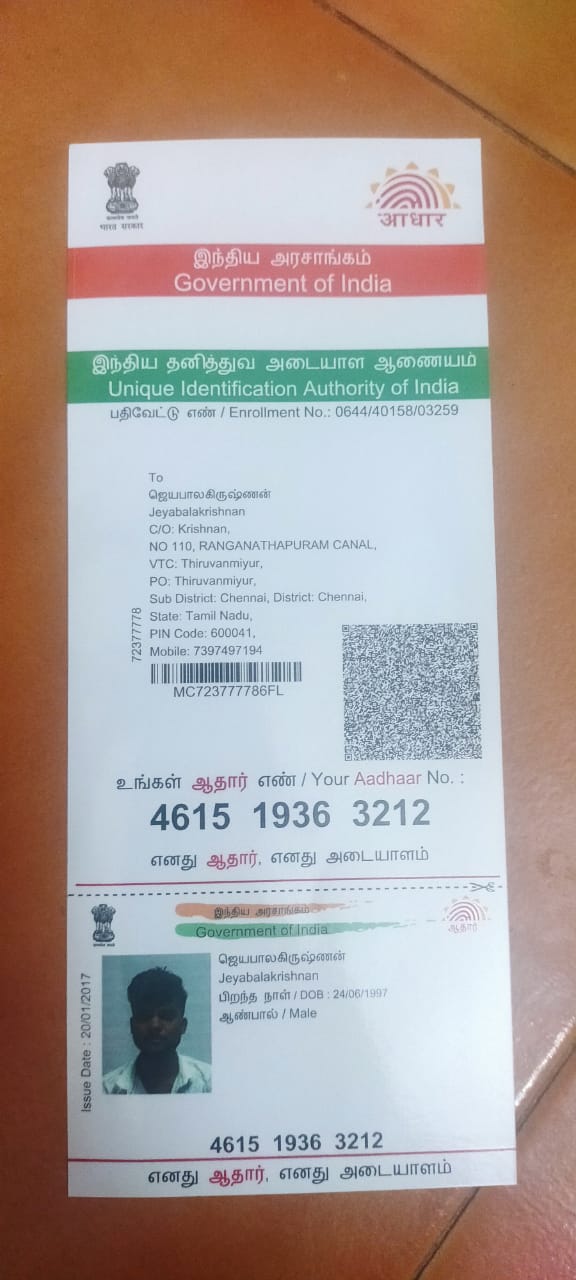 सत्यमेव जयते
भारत सरकार
आधार
இந்திய அரசாங்கம்
Government of India
இந்திய தனித்துவ அடையாள ஆணையம்
Unique Identification Authority of India
பதிவேட்டு எண் / Enrollment No.: 0644/40158/03259
To
ஜெயபாலகிருஷ்ணன்
Jeyabalakrishnan
C/O: Krishnan,
NO 110, RANGANATHAPURAM CANAL,
VTC: Thiruvanmiyur,
PO: Thiruvanmiyur,
Sub District: Chennai, District: Chennai,
State: Tamil Nadu,
PIN Code: 600041,
Mobile: 7397497194
72377778
MC723777786FL
உங்கள் ஆதார் எண் / Your Aadhaar No. :
4615 1936 3212
எனது ஆதார், எனது அடையாளம்
இந்திய அரசாங்கம்
Government of India
ஆதார்
ஜெயபாலகிருஷ்ணன்
Jeyabalakrishnan
பிறந்த நாள் / DOB : 24/06/1997
ஆண்பால் / Male
Issue Date : 20/01/2017
4615 1936 3212
எனது ஆதார், எனது அடையாளம்